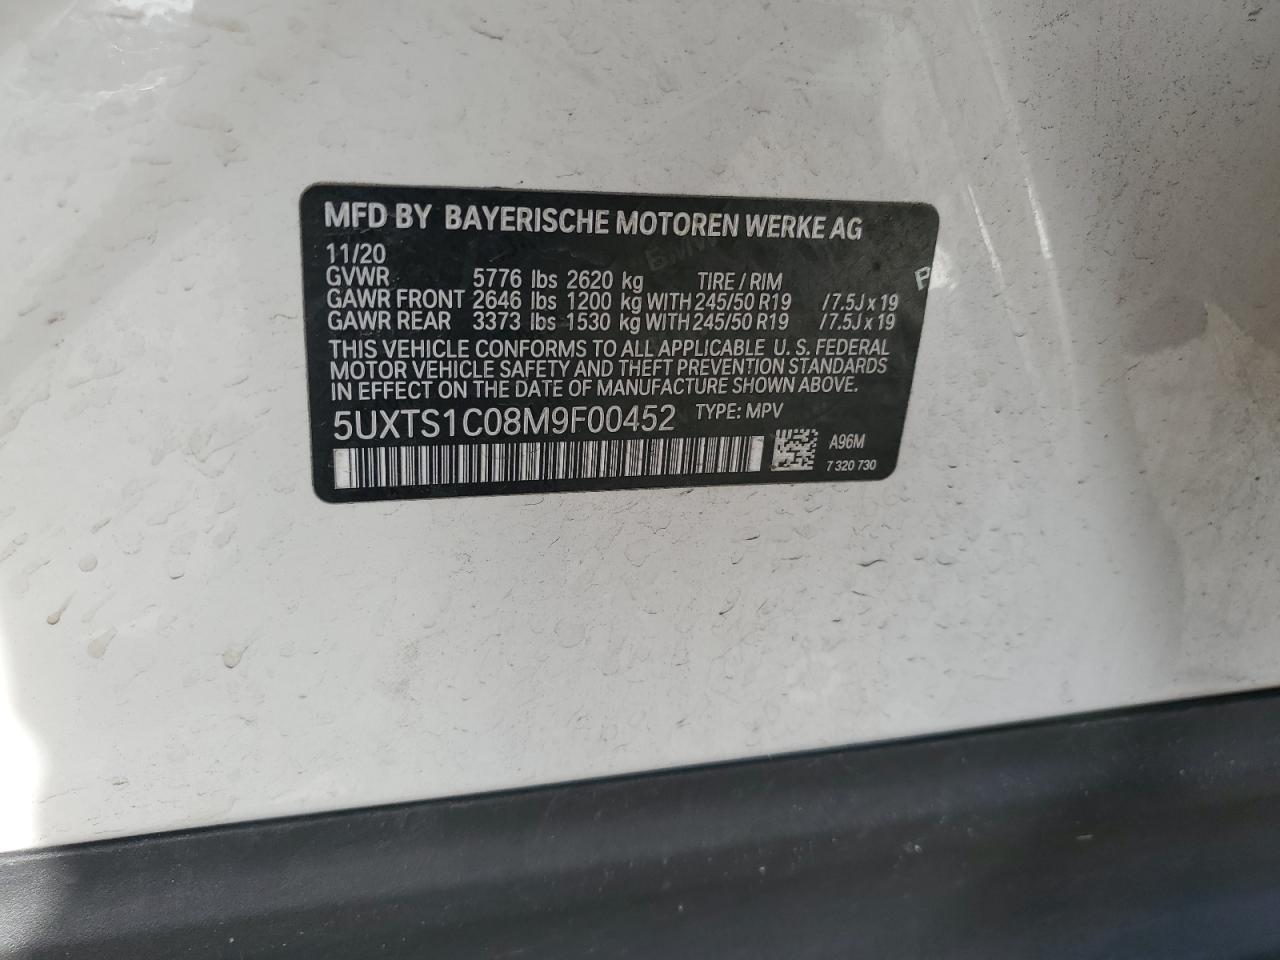 MFD BY BAYERISCHE MOTOREN WERKE AG
11/20
GVWR 5776 lbs 2620 kg TIRE / RIM
GAWR FRONT 2646 lbs 1200 kg WITH 245/50 R19 /7.5J x 19
GAWR REAR 3373 lbs 1530 kg WITH 245/50 R19 /7.5J x 19
THIS VEHICLE CONFORMS TO ALL APPLICABLE U. S. FEDERAL
MOTOR VEHICLE SAFETY AND THEFT PREVENTION STANDARDS
IN EFFECT ON THE DATE OF MANUFACTURE SHOWN ABOVE.
5UXTS1C08M9F00452 TYPE: MPV
A96M
7 320 730